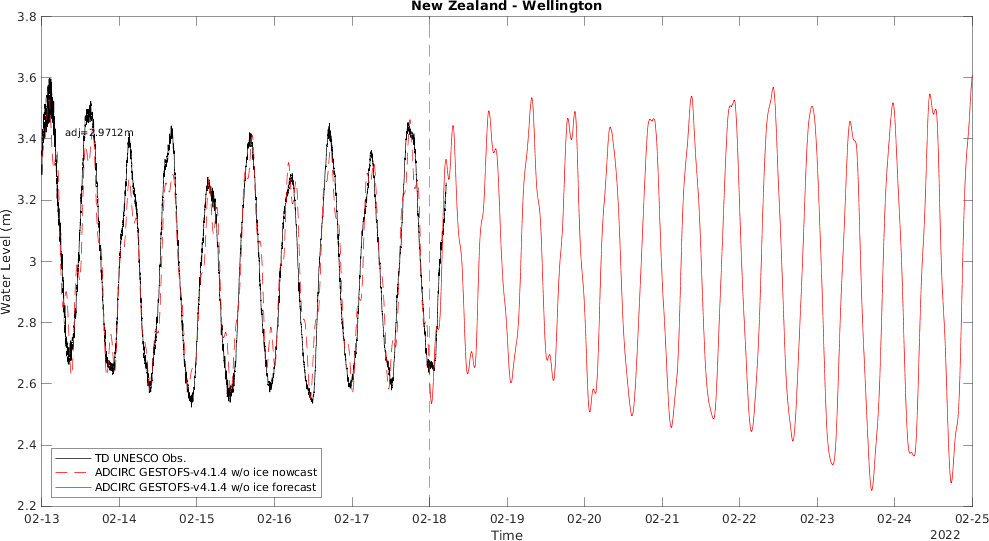 New Zealand - Wellington
3.8
3.6
3.4
3.2
3
2.8
2.6
2.4
2.2
Water Level (m)
adj=2.9712m
TD UNESCO Obs.
ADCIRC GESTOFS-v4.1.4 w/o ice nowcast
ADCIRC GESTOFS-v4.1.4 w/o ice forecast
02-13 02-14 02-15 02-16 02-17 02-18 02-19 02-20 02-21 02-22 02-23 02-24 02-25
Time
2022